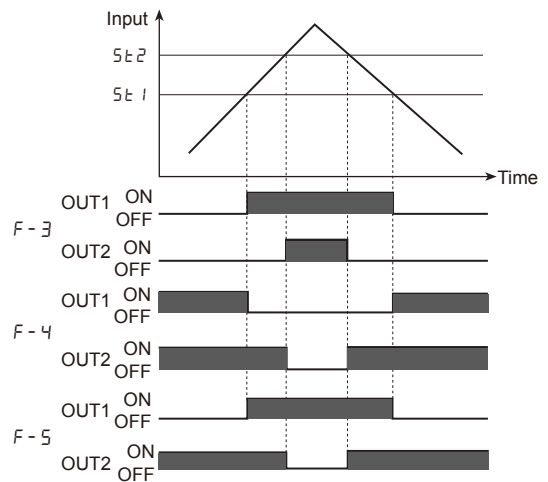 Input
St2
St1
Time
OUT1 ON
OFF
F-3
OUT2 ON
OFF
OUT1 ON
OFF
F-4
OUT2 ON
OFF
OUT1 ON
OFF
F-5
OUT2 ON
OFF